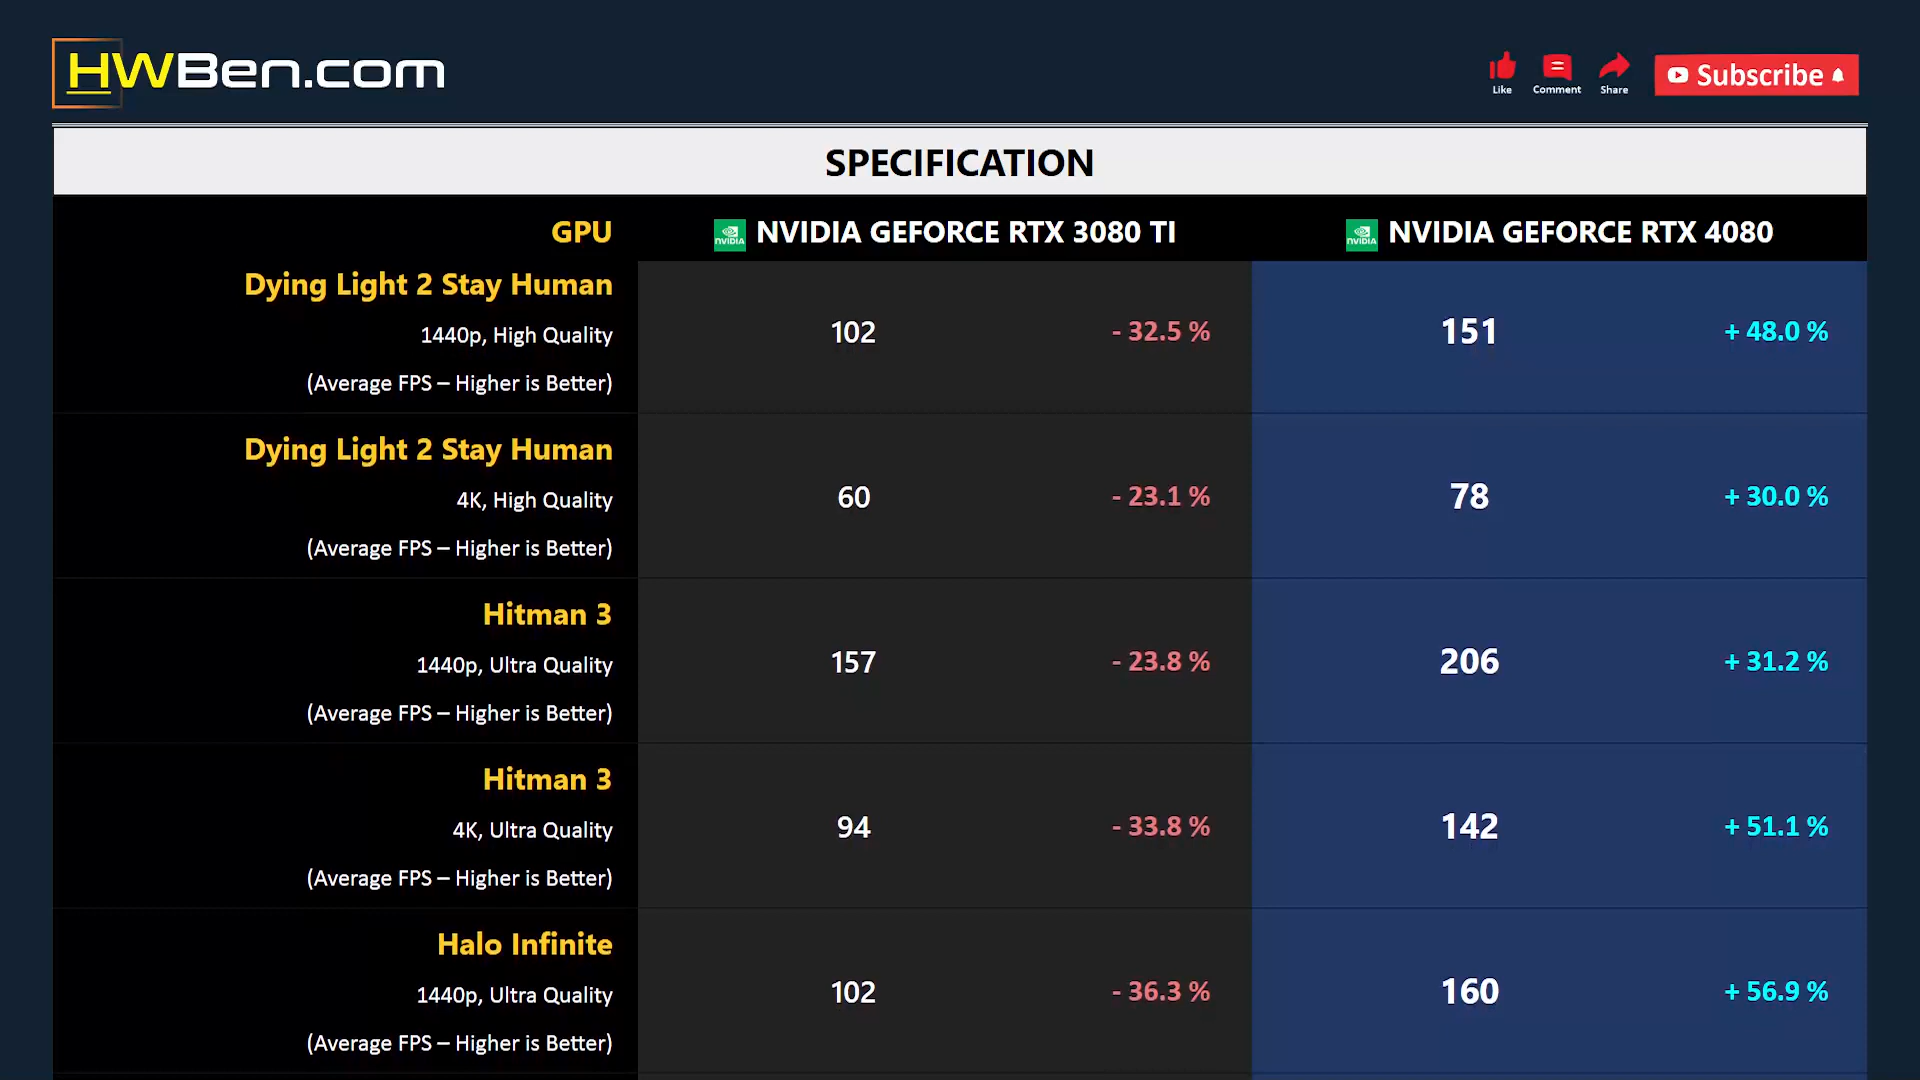 HWBen.com
Like
Comment
Share
Subscribe
SPECIFICATION
GPU
NVIDIA NVIDIA GEFORCE RTX 3080 TI
NVIDIA NVIDIA GEFORCE RTX 4080
Dying Light 2 Stay Human
1440p, High Quality
(Average FPS – Higher is Better)
102
- 32.5 %
151
+ 48.0 %
Dying Light 2 Stay Human
4K, High Quality
(Average FPS – Higher is Better)
60
- 23.1 %
78
+ 30.0 %
Hitman 3
1440p, Ultra Quality
(Average FPS – Higher is Better)
157
- 23.8 %
206
+ 31.2 %
Hitman 3
4K, Ultra Quality
(Average FPS – Higher is Better)
94
- 33.8 %
142
+ 51.1 %
Halo Infinite
1440p, Ultra Quality
(Average FPS – Higher is Better)
102
- 36.3 %
160
+ 56.9 %